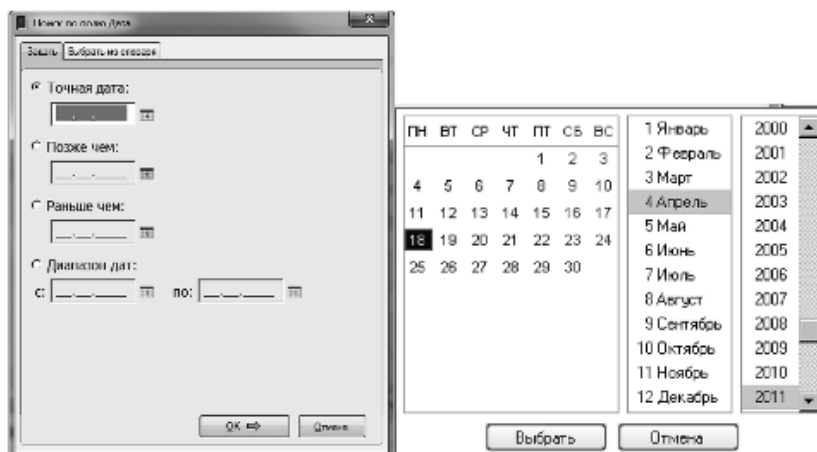 Поиск по полю Дата
Задать Выбрать из словаря
Точная дата:
Позже чем:
Раньше чем:
Диапазон дат:
с: по:
ОК Отмена
ПН ВТ СР ЧТ ПТ СБ ВС
1 2 3
4 5 6 7 8 9 10
11 12 13 14 15 16 17
18 19 20 21 22 23 24
25 26 27 28 29 30
1 Январь
2 Февраль
3 Март
4 Апрель
5 Май
6 Июнь
7 Июль
8 Август
9 Сентябрь
10 Октябрь
11 Ноябрь
12 Декабрь
2000
2001
2002
2003
2004
2005
2006
2007
2008
2009
2010
2011
Выбрать Отмена